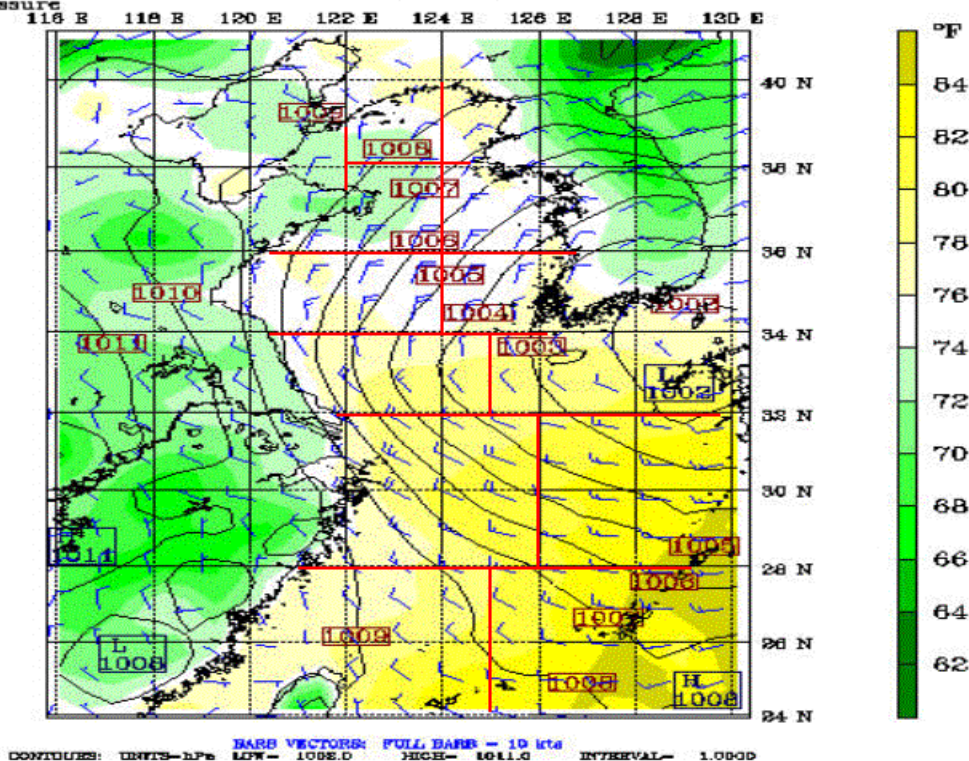 ssure
116 E 118 E 120 E 122 E 124 E 126 E 128 E 130 E
°F
40 N
84
1009
82
1008
38 N
1007
80
1006
36 N
78
1005
1010
1002
76
1004
34 N
1011
1003
74
L
1002
32 N
72
70
30 N
68
1011
1005
28 N
66
1006
1007
64
1009
26 N
L
1008
62
1008
H
1008
24 N
BARB VECTORS: FULL BARB = 10 kts
CONTOURS: UNITS=hPa LOW= 1002.0 HIGH= 1011.0 INTERVAL= 1.0000